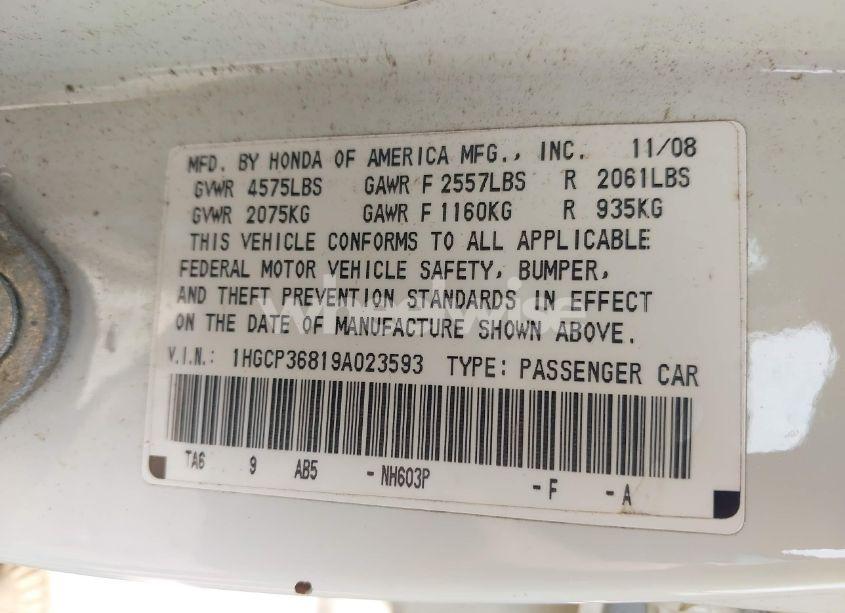 MFD. BY HONDA OF AMERICA MFG., INC. 11/08
GVWR 4575LBS GAWR F 2557LBS R 2061LBS
GVWR 2075KG GAWR F 1160KG R 935KG
THIS VEHICLE CONFORMS TO ALL APPLICABLE
FEDERAL MOTOR VEHICLE SAFETY, BUMPER,
AND THEFT PREVENTION STANDARDS IN EFFECT
ON THE DATE OF MANUFACTURE SHOWN ABOVE.
V.I.N.: 1HGCP36819A023593 TYPE: PASSENGER CAR
TA6 9 AB5 - NH603P - F - A
wheelwise